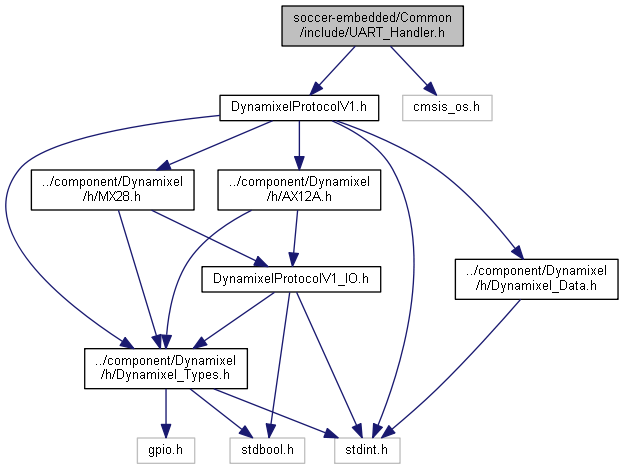 soccer-embedded/Common
/include/UART_Handler.h
DynamixelProtocolV1.h
cmsis_os.h
../component/Dynamixel
/h/MX28.h
../component/Dynamixel
/h/AX12A.h
DynamixelProtocolV1_IO.h
../component/Dynamixel
/h/Dynamixel_Data.h
../component/Dynamixel
/h/Dynamixel_Types.h
gpio.h
stdbool.h
stdint.h